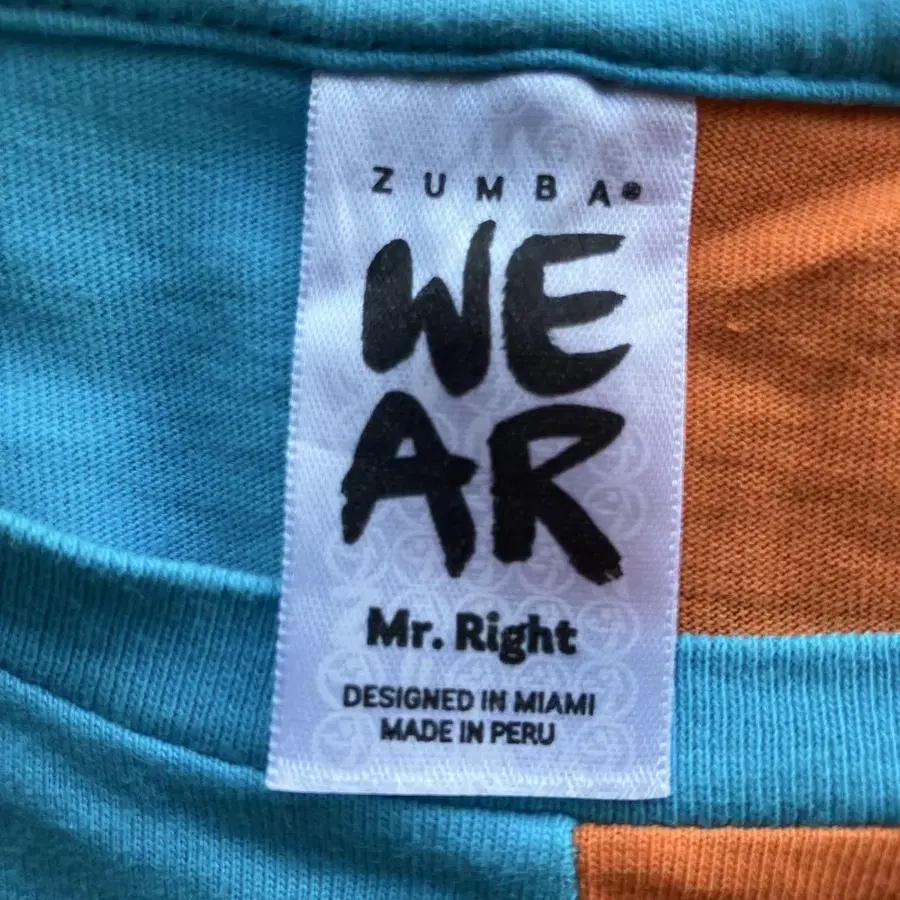 ZUMBA®
WE
AR
Mr. Right
DESIGNED IN MIAMI
MADE IN PERU